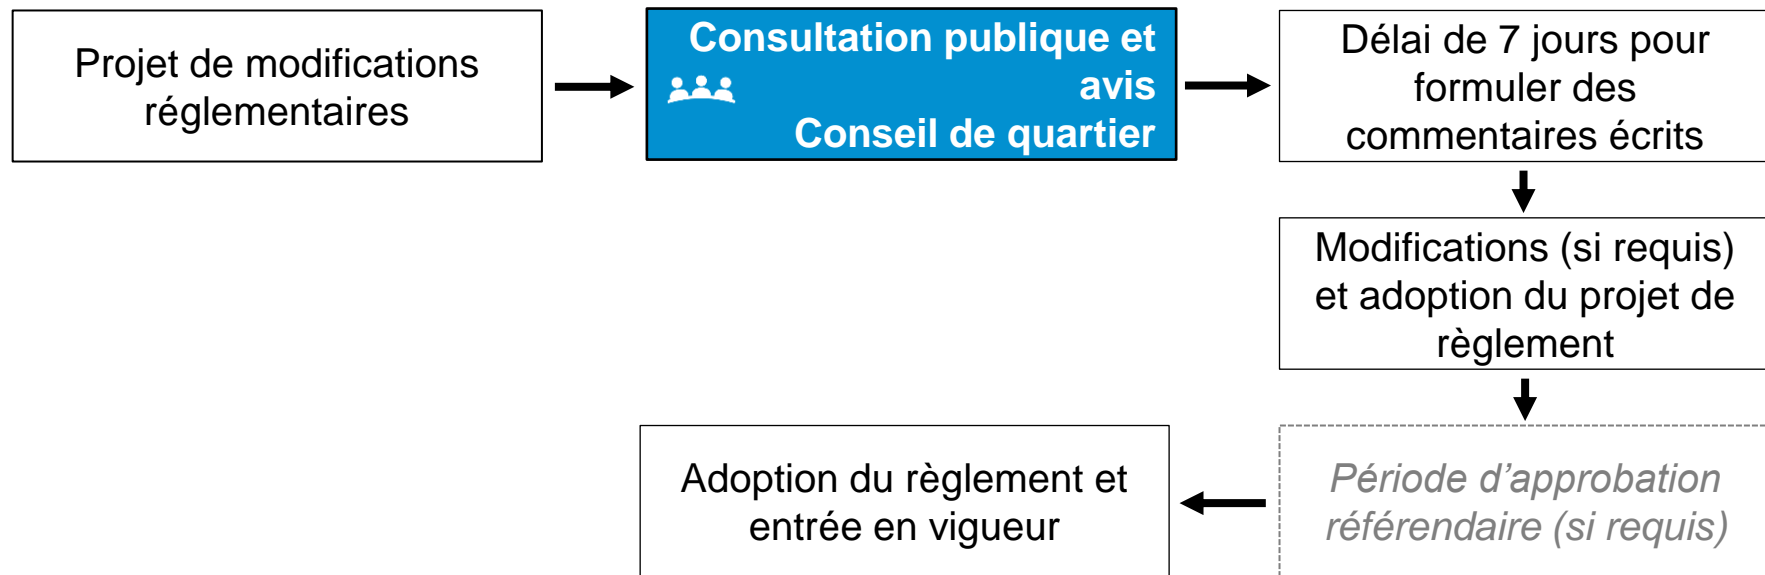 Projet de modifications
réglementaires
Consultation publique et
avis
Conseil de quartier
Délai de 7 jours pour
formuler des
commentaires écrits
Modifications (si requis)
et adoption du projet de
règlement
Période d’approbation
référendaire (si requis)
Adoption du règlement et
entrée en vigueur